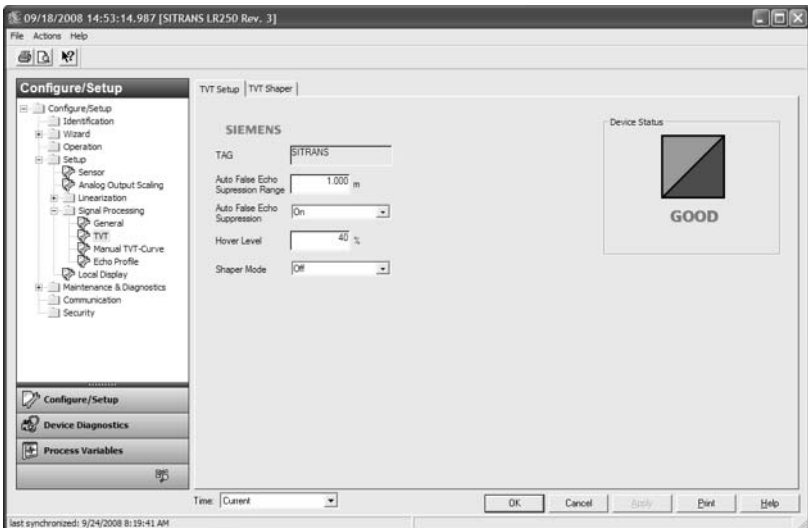 09/18/2008 14:53:14.987 [SITRANS LR250 Rev. 3]
File Actions Help
Configure/Setup
Configure/Setup
Identification
Wizard
Operation
Setup
Sensor
Analog Output Scaling
Linearization
Signal Processing
General
TVT
Manual TVT-Curve
Echo Profile
Local Display
Maintenance & Diagnostics
Communication
Security
Configure/Setup
Device Diagnostics
Process Variables
TVT Setup TVT Shaper
SIEMENS
TAG SITRANS
Auto False Echo
Supression Range 1.000 m
Auto False Echo
Suppression On
Hover Level 40 %
Shaper Mode Off
Device Status
GOOD
Time: Current
OK Cancel Apply Print Help
last synchronized: 9/24/2008 8:19:41 AM